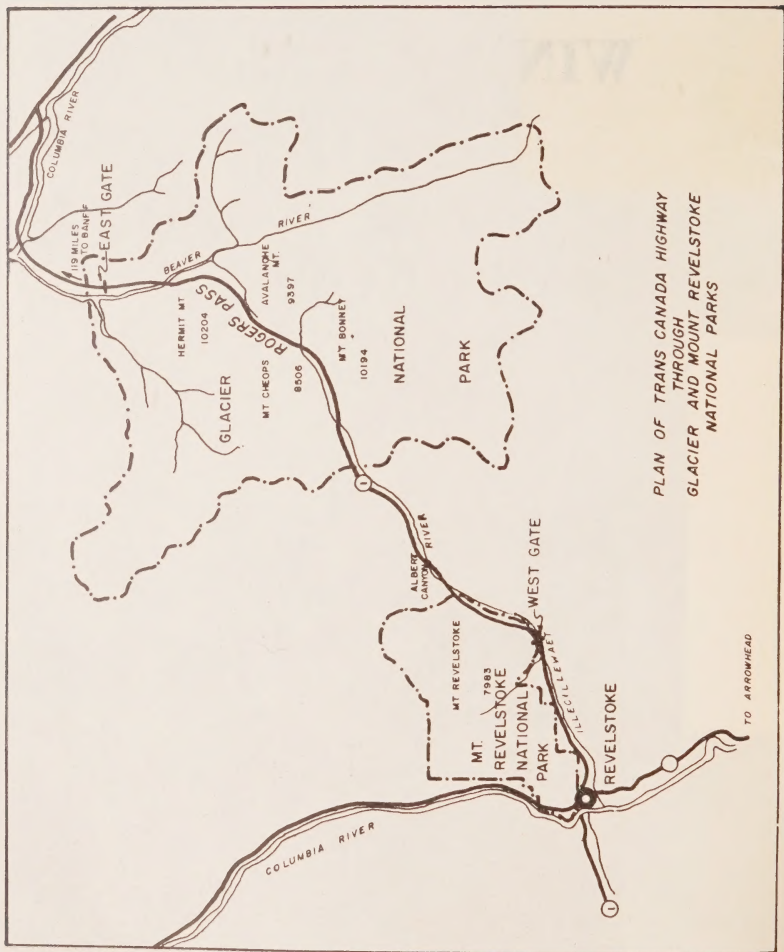 COLUMBIA RIVER
1
REVELSTOKE
TO ARROWHEAD
MT.
REVELSTOKE
NATIONAL
PARK
MT REVELSTOKE
7983
ILLECILLEWAET
RIVER
WEST GATE
ALBERT
CANYON
1
GLACIER
NATIONAL
PARK
HERMIT MT
10204
MT CHEOPS
8506
ROGERS PASS
AVALANCHE
MT.
9397
MT BONNEY
10194
BEAVER
RIVER
119 MILES
TO BANFF
EAST GATE
COLUMBIA RIVER
PLAN OF TRANS CANADA HIGHWAY
THROUGH
GLACIER AND MOUNT REVELSTOKE
NATIONAL PARKS